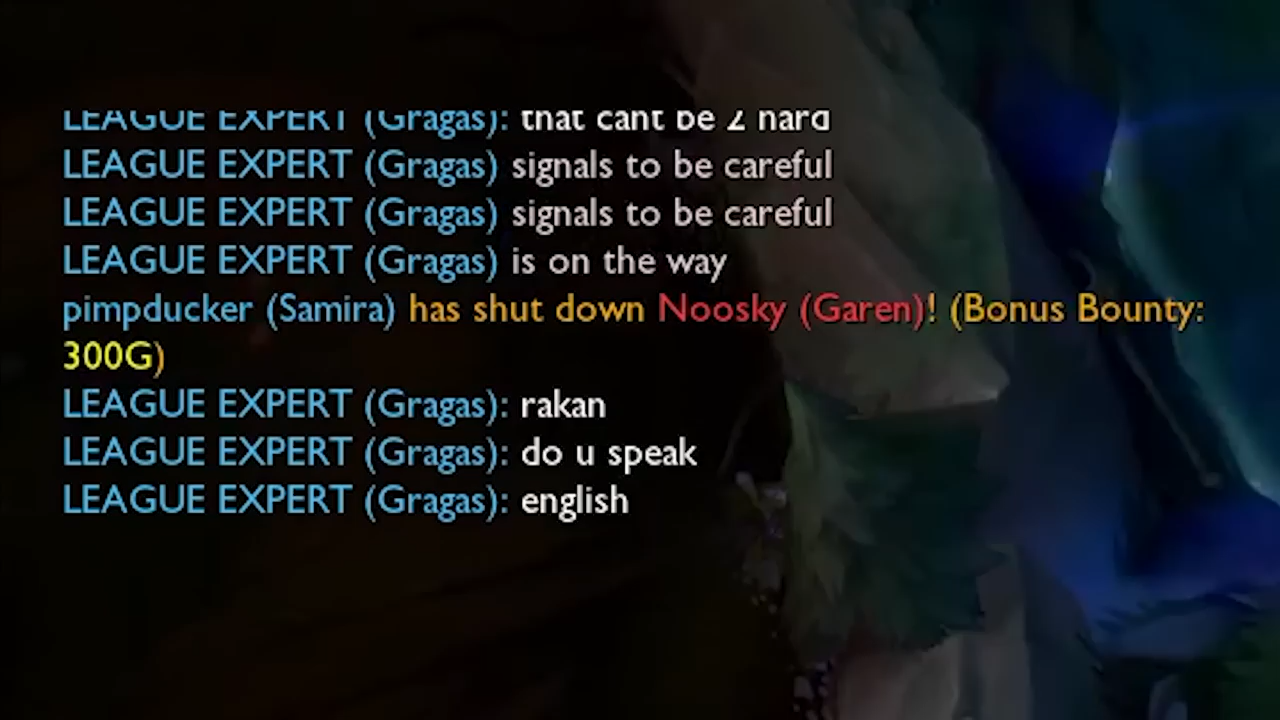 LEAGUE EXPERT (Gragas): that cant be 2 hard
LEAGUE EXPERT (Gragas) signals to be careful
LEAGUE EXPERT (Gragas) signals to be careful
LEAGUE EXPERT (Gragas) is on the way
pimpducker (Samira) has shut down Noosky (Garen)! (Bonus Bounty:
300G)
LEAGUE EXPERT (Gragas): rakan
LEAGUE EXPERT (Gragas): do u speak
LEAGUE EXPERT (Gragas): english